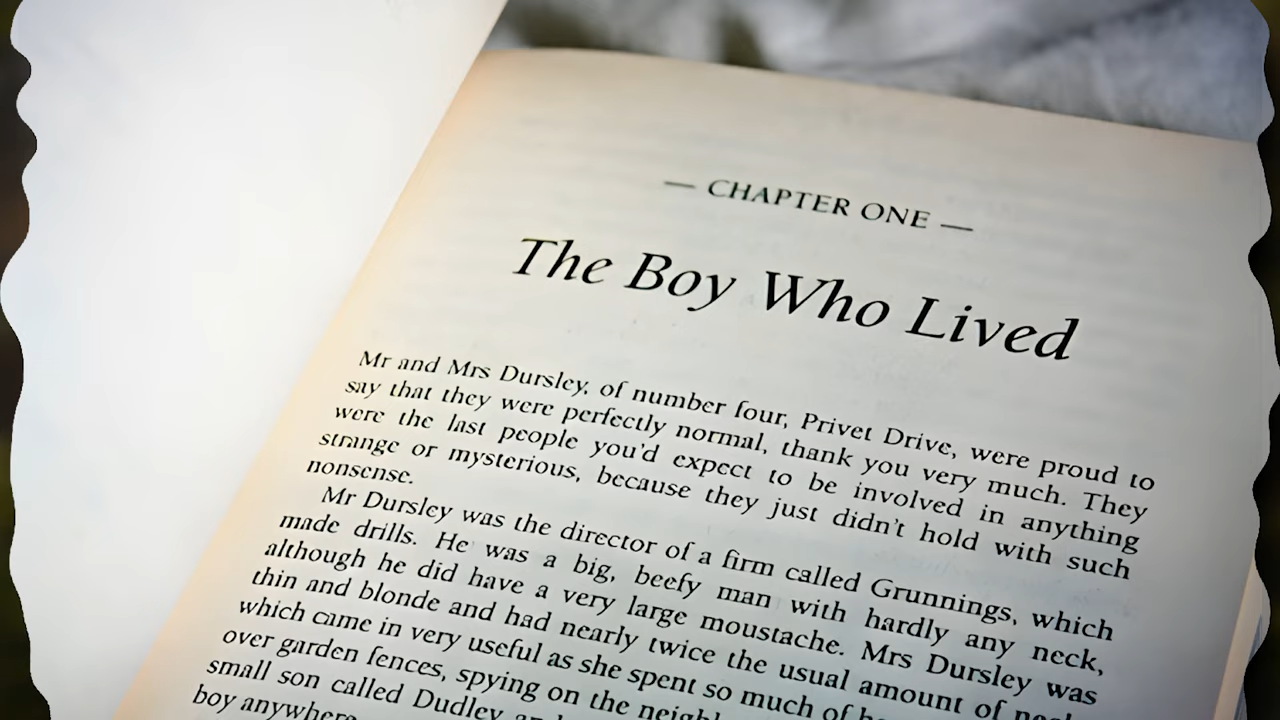 — CHAPTER ONE —
The Boy Who Lived
Mr and Mrs Dursley, of number four, Privet Drive, were proud to
say that they were perfectly normal, thank you very much. They
were the last people you'd expect to be involved in anything
strange or mysterious, because they just didn't hold with such
nonsense.
Mr Dursley was the director of a firm called Grunnings, which
made drills. He was a big, beefy man with hardly any neck,
although he did have a very large moustache. Mrs Dursley was
thin and blonde and had nearly twice the usual amount of
which came in very useful as she spent so much of
over garden fences, spying on the
small son called Dudley
boy anywhere